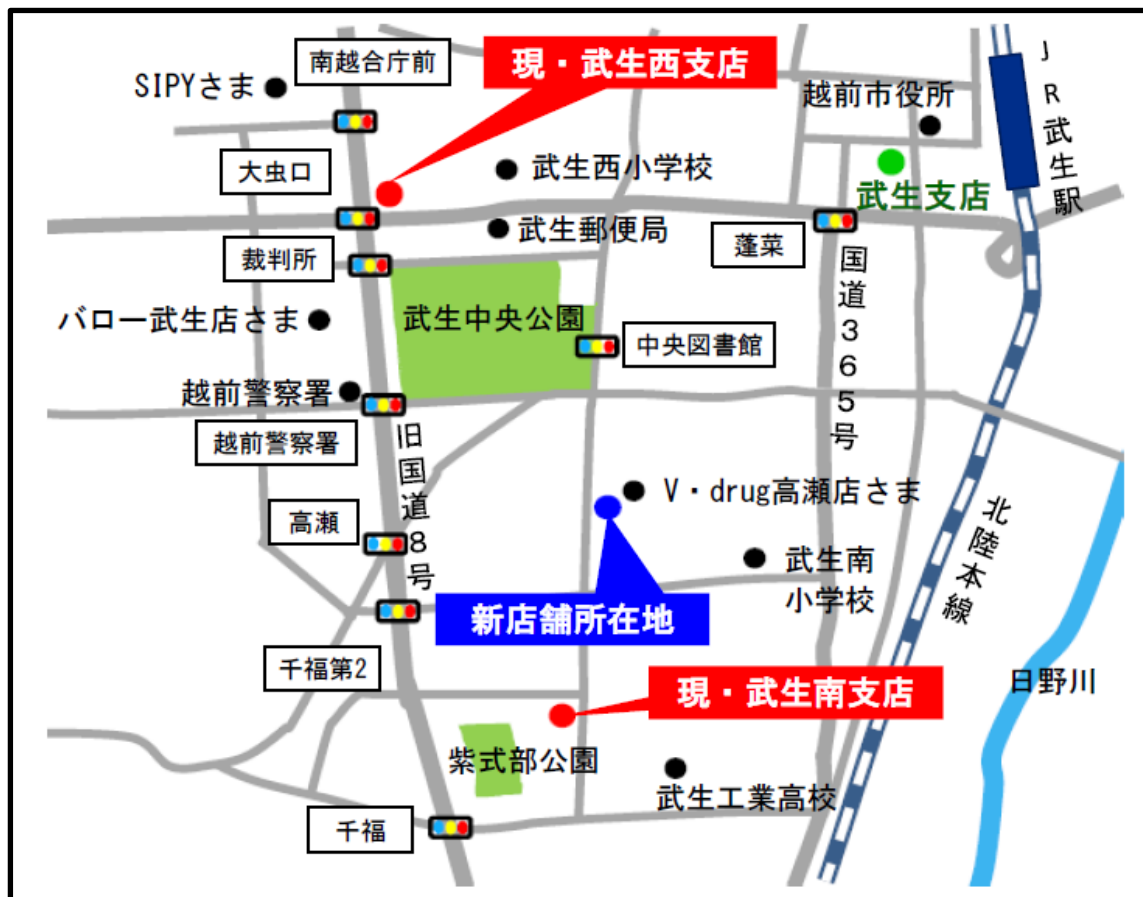 南越合庁前
現・武生西支店
SIPYさま
越前市役所
JR武生駅
大虫口
武生西小学校
武生支店
武生郵便局
蓬菜
裁判所
国道365号
バロー武生店さま
武生中央公園
中央図書館
越前警察署
越前警察署
旧国道8号
V・drug高瀬店さま
高瀬
北陸本線
武生南
小学校
新店舗所在地
千福第2
現・武生南支店
日野川
紫式部公園
武生工業高校
千福